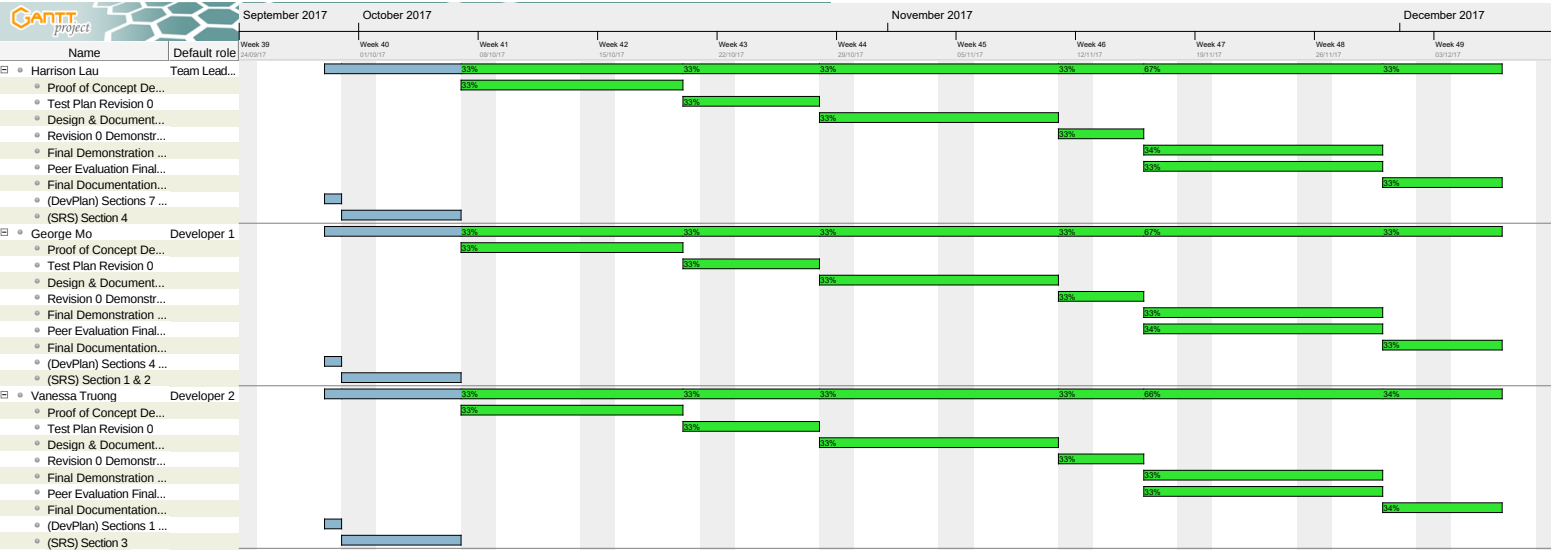 GANTT
project
September 2017 October 2017 November 2017 December 2017
Name Default role
Week 39 Week 40 Week 41 Week 42 Week 43 Week 44 Week 45 Week 46 Week 47 Week 48 Week 49
24/09/17 01/10/17 08/10/17 15/10/17 22/10/17 29/10/17 05/11/17 12/11/17 19/11/17 26/11/17 03/12/17
Harrison Lau Team Lead... 33% 33% 33% 33% 67% 33%
Proof of Concept De... 33%
Test Plan Revision 0 33%
Design & Document... 33%
Revision 0 Demonstr... 33%
Final Demonstration ... 34%
Peer Evaluation Final... 33%
Final Documentation... 33%
(DevPlan) Sections 7 ...
(SRS) Section 4
George Mo Developer 1 33% 33% 33% 33% 67% 33%
Proof of Concept De... 33%
Test Plan Revision 0 33%
Design & Document... 33%
Revision 0 Demonstr... 33%
Final Demonstration ... 33%
Peer Evaluation Final... 34%
Final Documentation... 33%
(DevPlan) Sections 4 ...
(SRS) Section 1 & 2
Vanessa Truong Developer 2 33% 33% 33% 33% 66% 34%
Proof of Concept De... 33%
Test Plan Revision 0 33%
Design & Document... 33%
Revision 0 Demonstr... 33%
Final Demonstration ... 33%
Peer Evaluation Final... 33%
Final Documentation... 34%
(DevPlan) Sections 1 ...
(SRS) Section 3